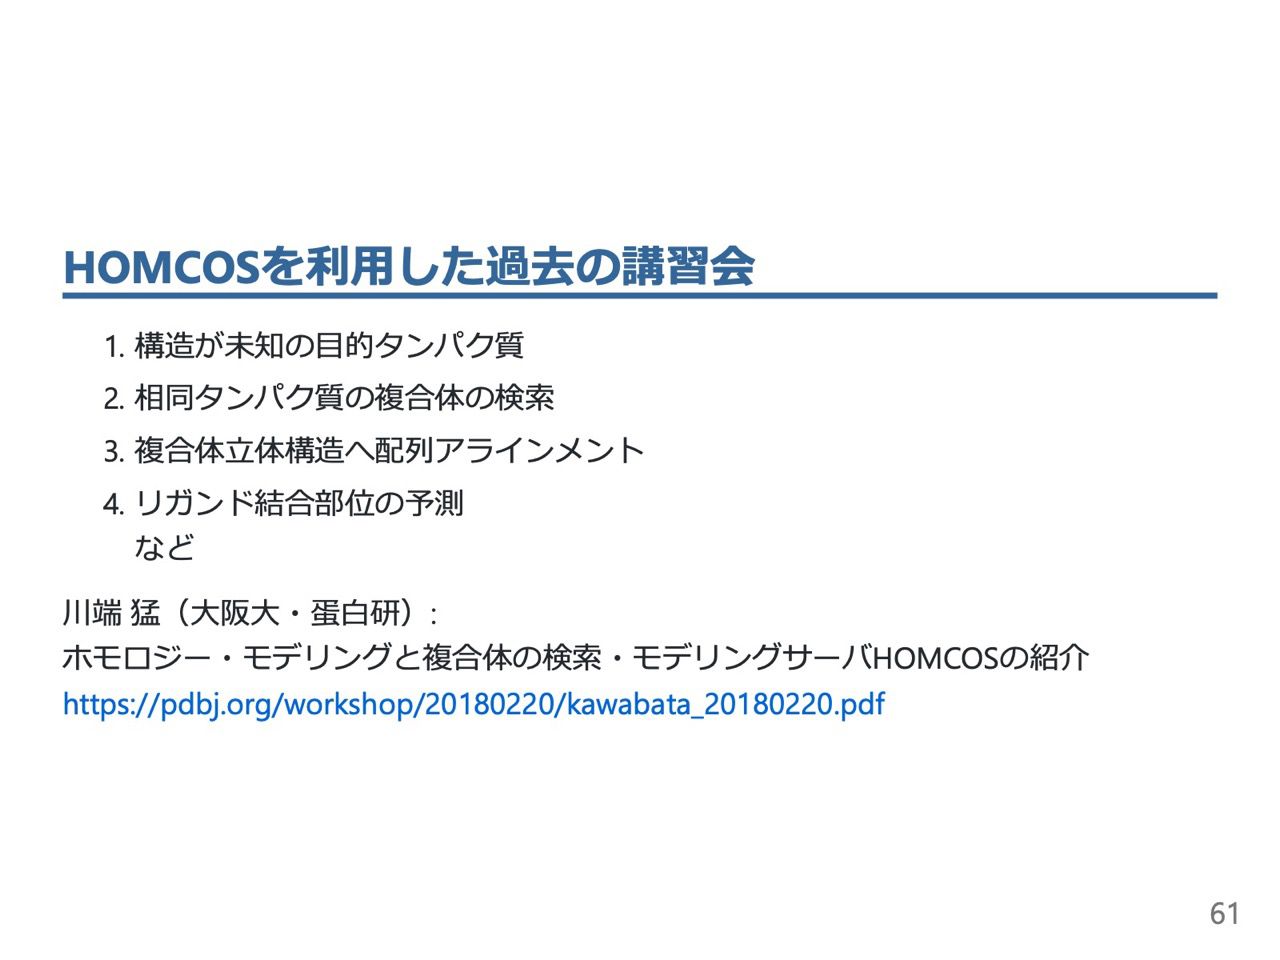 HOMCOSを利用した過去の講習会
1. 構造が未知の目的タンパク質
2. 相同タンパク質の複合体の検索
3. 複合体立体構造へ配列アラインメント
4. リガンド結合部位の予測
など
川端 猛（大阪大・蛋白研）:
ホモロジー・モデリングと複合体の検索・モデリングサーバHOMCOSの紹介
https://pdbj.org/workshop/20180220/kawabata_20180220.pdf
61